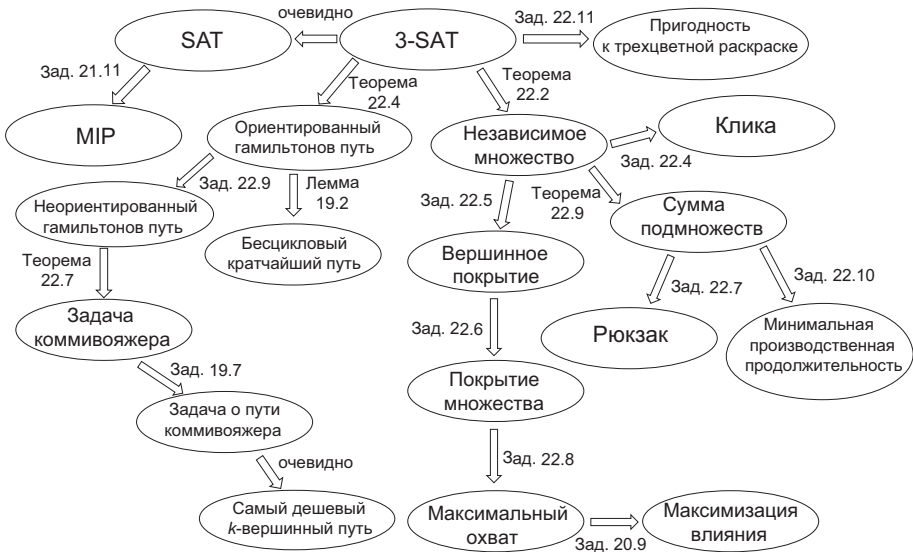 очевидно
Зад. 22.11
SAT
3-SAT
Пригодность
к трехцветной раскраске
Зад. 21.11
Теорема
22.4
Теорема
22.2
MIP
Ориентированный
гамильтонов путь
Независимое
множество
Клика
Зад. 22.4
Зад. 22.9
Лемма
19.2
Зад. 22.5
Теорема
22.9
Неориентированный
гамильтонов путь
Сумма
подмножеств
Бесцикловый
кратчайший путь
Вершинное
покрытие
Теорема
22.7
Зад. 22.7
Зад. 22.10
Задача
коммивояжера
Зад. 22.6
Рюкзак
Минимальная
производственная
продолжительность
Зад. 19.7
Покрытие
множества
Задача о пути
коммивояжера
очевидно
Зад. 22.8
Самый дешевый
k-вершинный путь
Максимальный
охват
Максимизация
влияния
Зад. 20.9